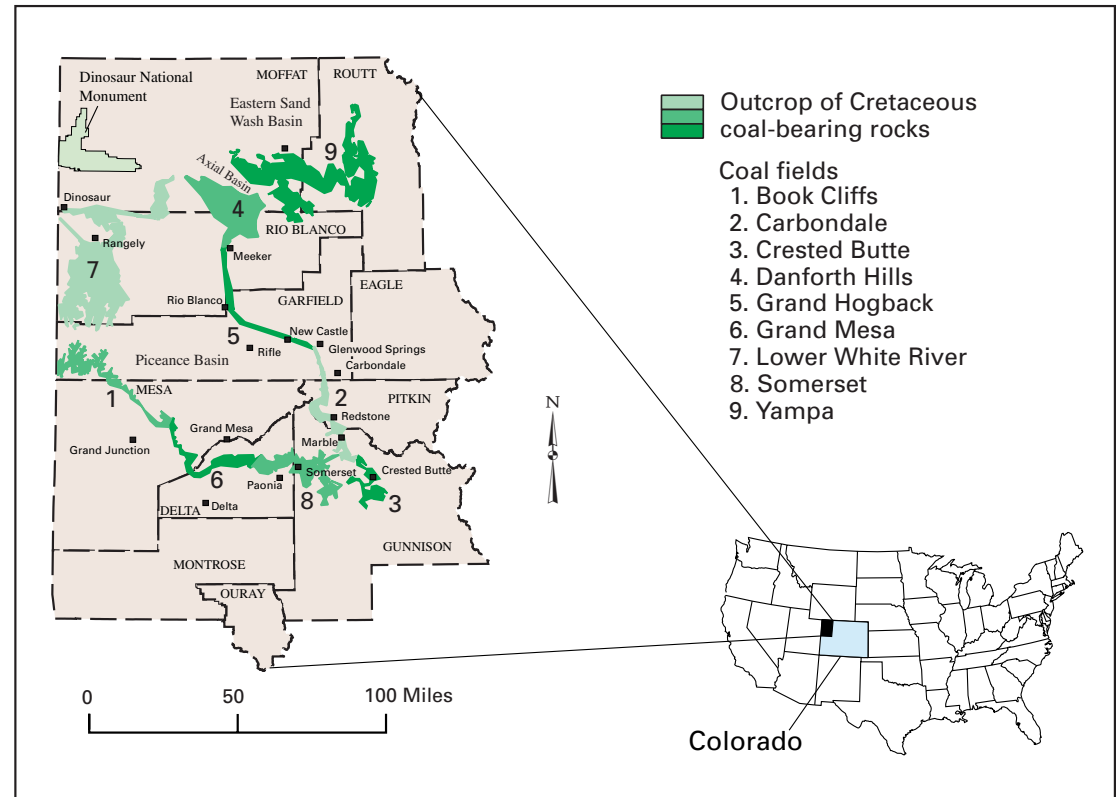 Dinosaur National
Monument
MOFFAT
ROUTT
Eastern Sand
Wash Basin
9
Axial Basin
4
Dinosaur
Rangely
7
RIO BLANCO
Meeker
Rio Blanco
GARFIELD
EAGLE
5
New Castle
Rifle
Glenwood Springs
Piceance Basin
Carbondale
MESA
1
2
PITKIN
Redstone
Grand Mesa
Marble
Grand Junction
6
Somerset
Crested Butte
Paonia
8
3
DELTA
Delta
GUNNISON
MONTROSE
OURAY
N
0
50
100 Miles
Outcrop of Cretaceous
coal-bearing rocks
Coal fields
1. Book Cliffs
2. Carbondale
3. Crested Butte
4. Danforth Hills
5. Grand Hogback
6. Grand Mesa
7. Lower White River
8. Somerset
9. Yampa
Colorado